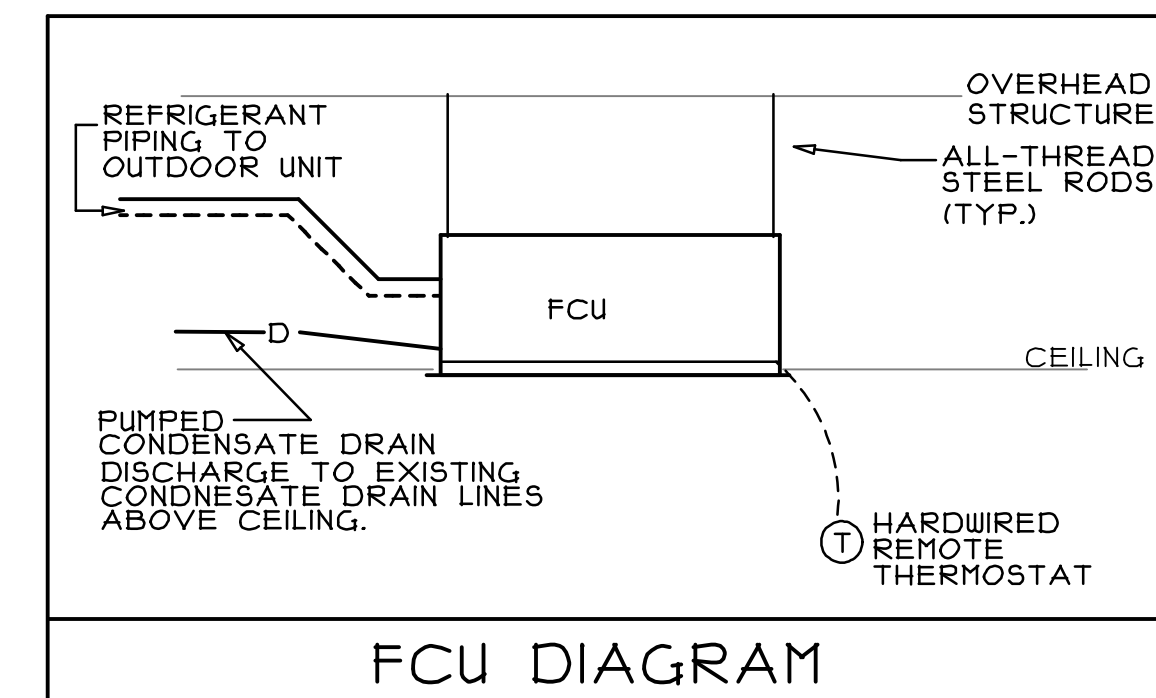 OVERHEAD
STRUCTURE
REFRIGERANT
PIPING TO
OUTDOOR UNIT
ALL-THREAD
STEEL RODS
(TYP.)
FCU
D
CEILING
PUMPED
CONDENSATE DRAIN
DISCHARGE TO EXISTING
CONDNESATE DRAIN LINES
ABOVE CEILING.
T
HARDWIRED
REMOTE
THERMOSTAT
FCU DIAGRAM